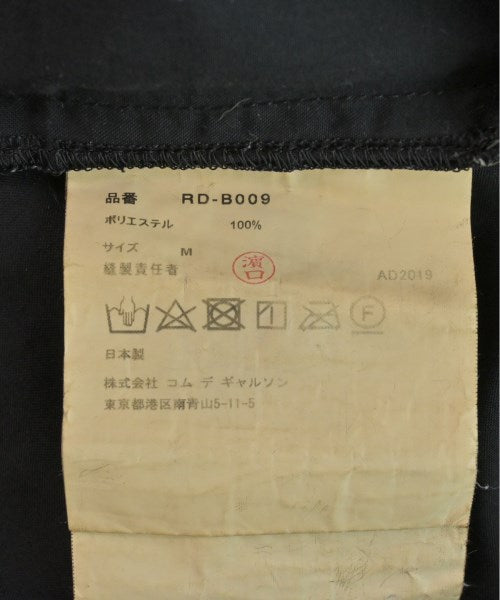 品番 RD-B009
ポリエステル 100%
サイズ M
縫製責任者 濱口
AD2019
F
日本製
株式会社 コム デ ギャルソン
東京都港区南青山5-11-5